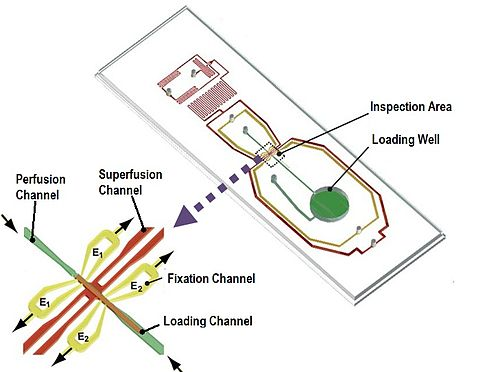 Inspection Area
Loading Well
Perfusion
Channel
Superfusion
Channel
E1
Fixation Channel
E2
E1
E2
Loading Channel